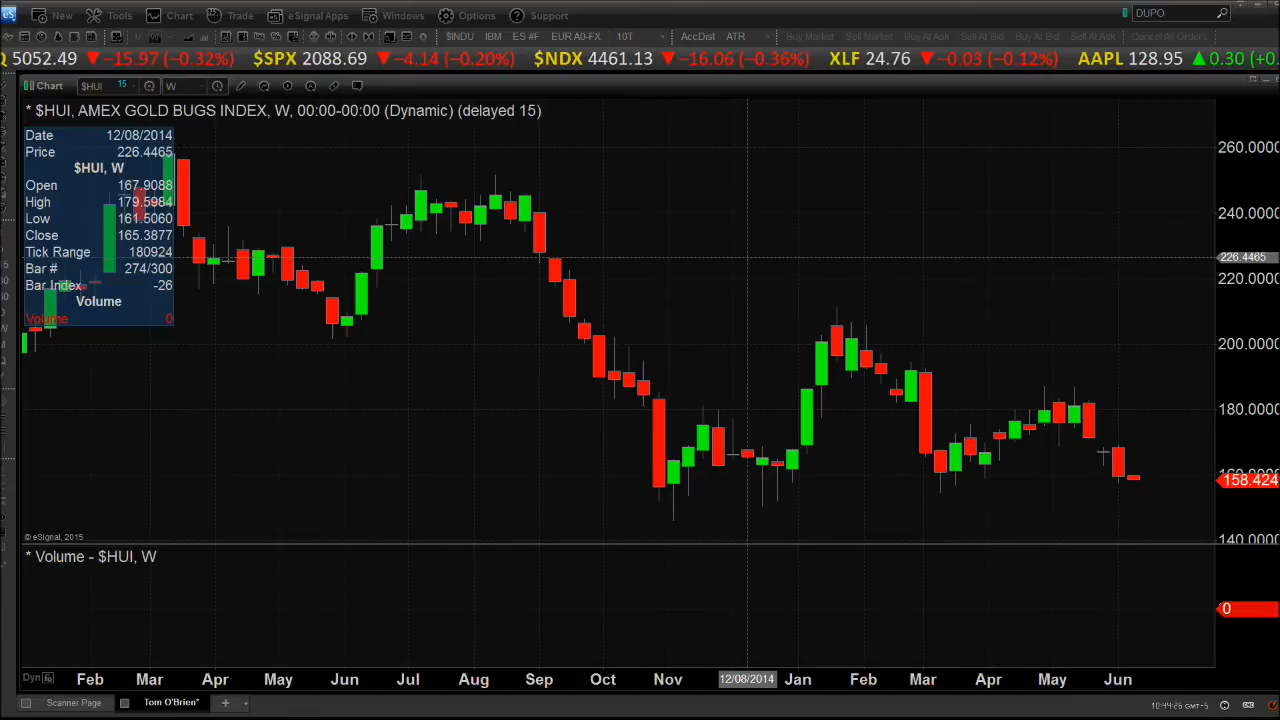 New Tools Chart Trade eSignal Apps Windows Options Support DUPO
$INDU IBM ES #F EUR A0-FX 10T AccDist ATR Buy Market Sell Market Buy At Ask Sell At Bid Buy At Bid Sell At Ask Cancel All Orders
Q 5052.49 -15.97 (-0.32%) $SPX 2088.69 -4.14 (-0.20%) $NDX 4461.13 -16.06 (-0.36%) XLF 24.76 -0.03 (-0.12%) AAPL 128.95 0.30 (+0.
Chart $HUI 15 W
* $HUI, AMEX GOLD BUGS INDEX, W, 00:00-00:00 (Dynamic) (delayed 15)
Date 12/08/2014
Price 226.4465
$HUI, W
Open 167.9088
High 179.5984
Low 161.5060
Close 165.3877
Tick Range 180924
Bar # 274/300
Bar Index -26
Volume
Volume 0
260.0000
240.0000
226.4465
220.0000
200.0000
180.0000
160.0000
158.424
140.0000
© eSignal, 2015
* Volume - $HUI, W
0
Dyn Feb Mar Apr May Jun Jul Aug Sep Oct Nov 12/08/2014 Jan Feb Mar Apr May Jun
Scanner Page Tom O'Brien* +